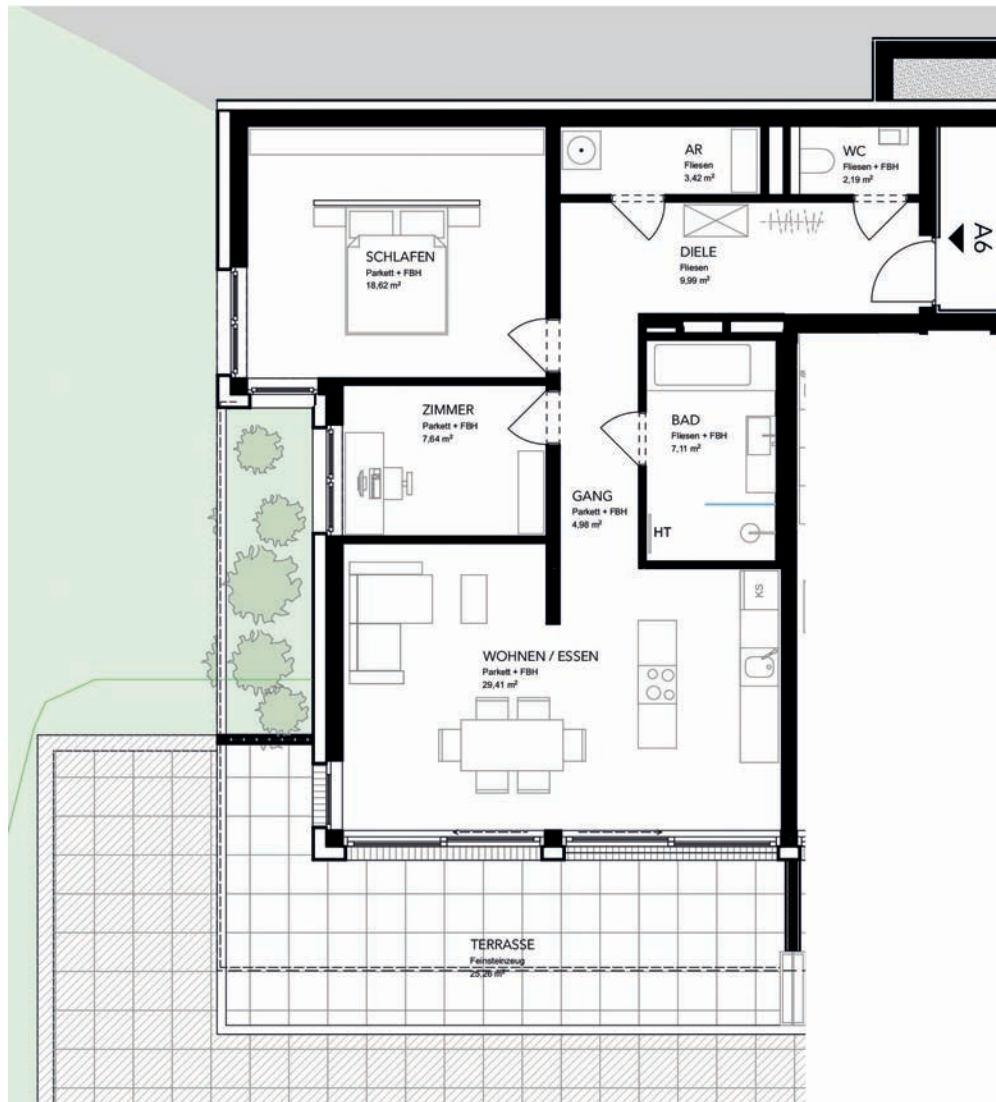 AR
Fliesen
3,42 m²
WC
Fliesen + FBH
2,19 m²
A6
SCHLAFEN
Parkett + FBH
18,62 m²
DIELE
Fliesen
9,99 m²
ZIMMER
Parkett + FBH
7,64 m²
BAD
Fliesen + FBH
7,11 m²
GANG
Parkett + FBH
4,98 m²
HT
KS
WOHNEN / ESSEN
Parkett + FBH
29,41 m²
TERRASSE
Feinsteinzeug
25,26 m²